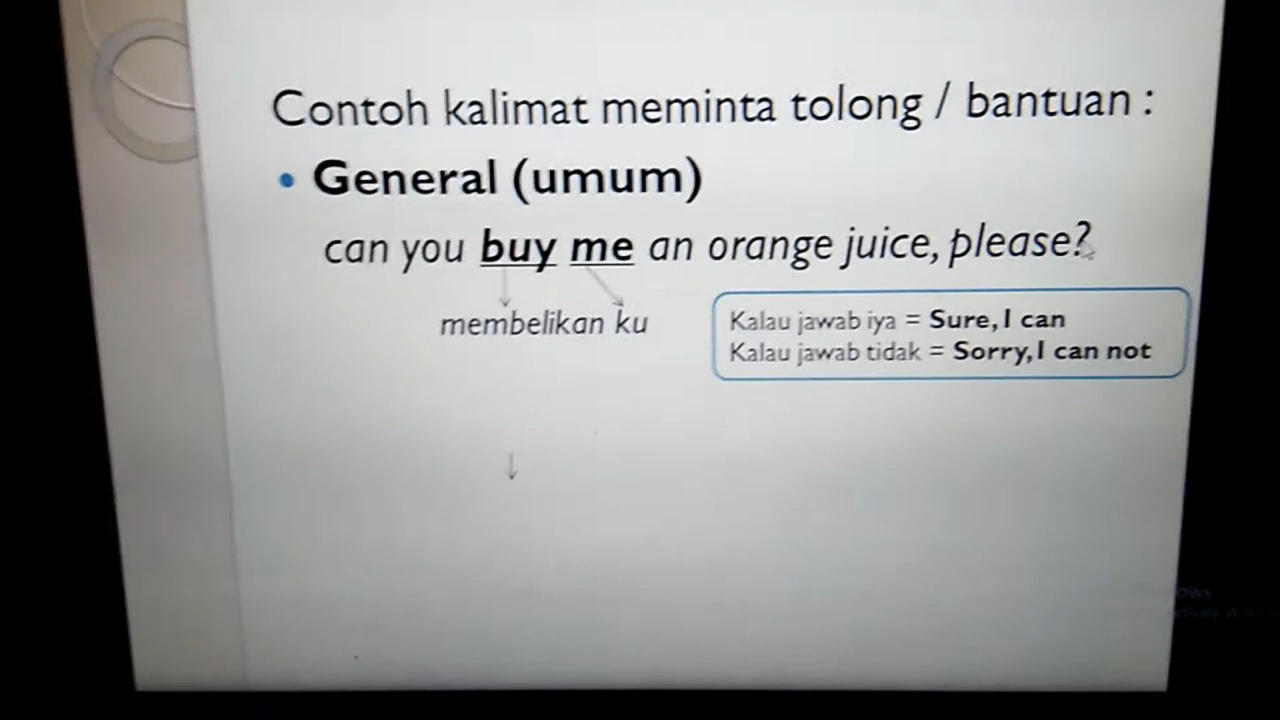 Contoh kalimat meminta tolong / bantuan :
• General (umum)
can you buy me an orange juice, please?
membelikan ku
Kalau jawab iya = Sure, I can
Kalau jawab tidak = Sorry, I can not